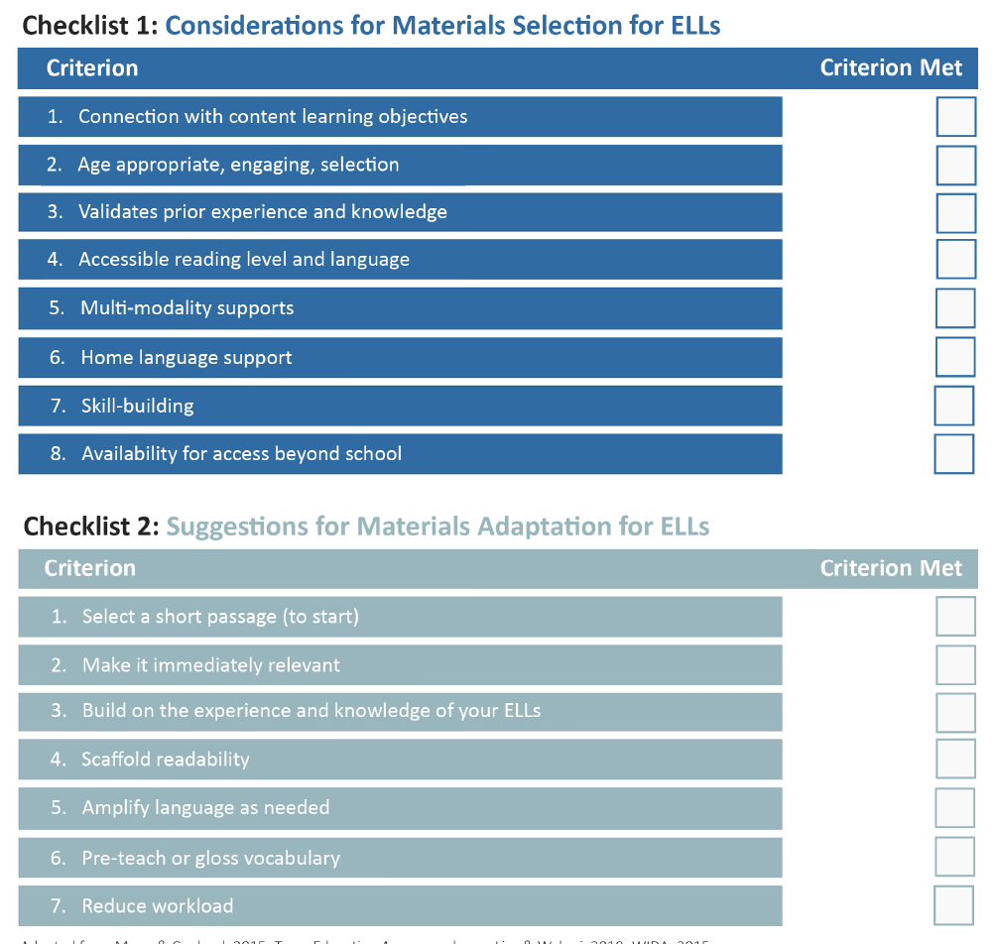 Checklist 1: Considerations for Materials Selection for ELLs
Criterion Criterion Met
1. Connection with content learning objectives
2. Age appropriate, engaging, selection
3. Validates prior experience and knowledge
4. Accessible reading level and language
5. Multi-modality supports
6. Home language support
7. Skill-building
8. Availability for access beyond school
Checklist 2: Suggestions for Materials Adaptation for ELLs
Criterion Criterion Met
1. Select a short passage (to start)
2. Make it immediately relevant
3. Build on the experience and knowledge of your ELLs
4. Scaffold readability
5. Amplify language as needed
6. Pre-teach or gloss vocabulary
7. Reduce workload